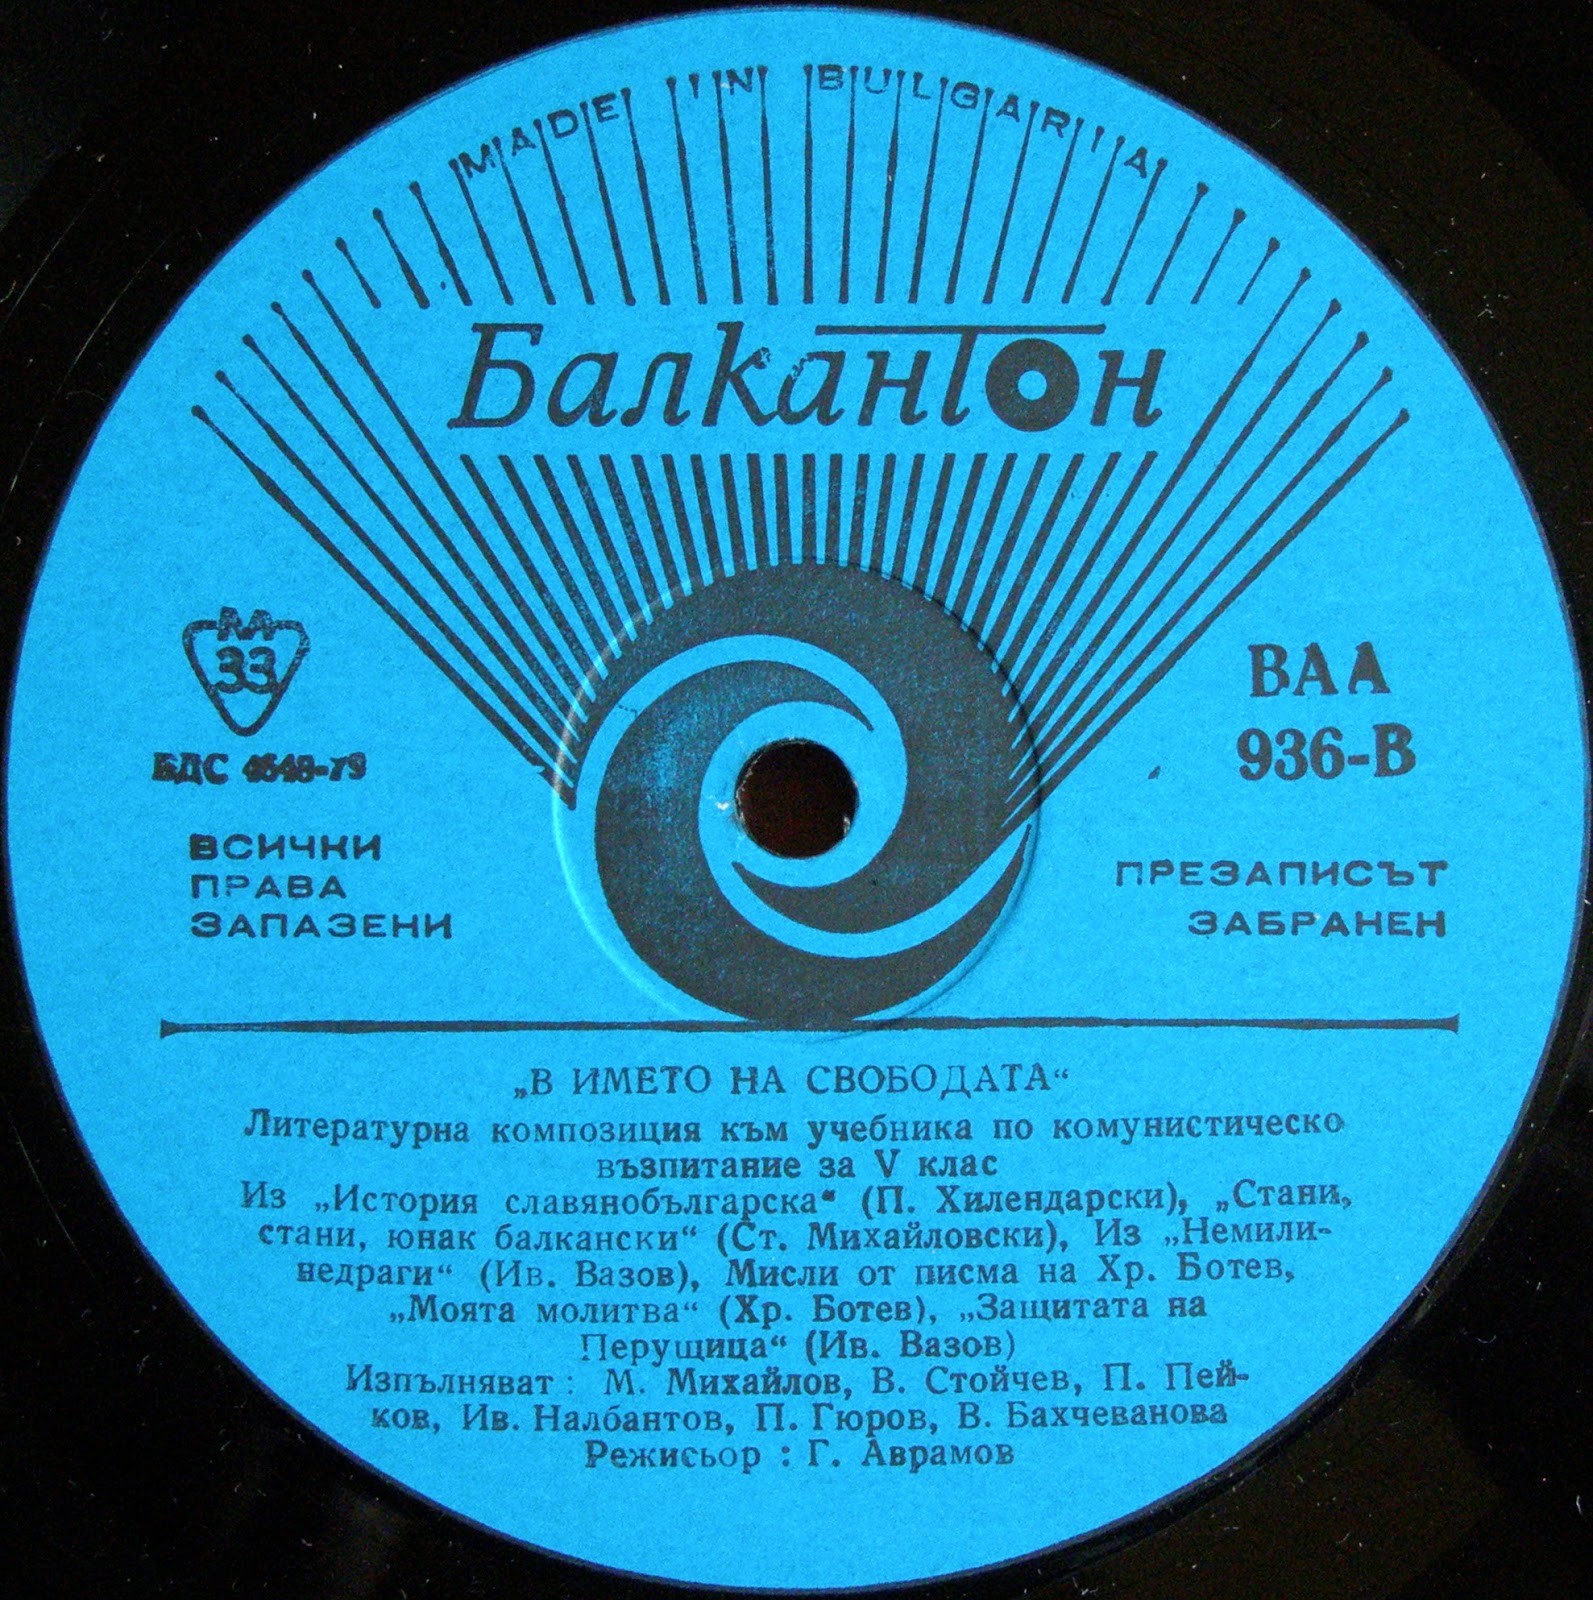 MADE IN BULGARIA
Балкантон
33
БДС 4648-79
ВСИЧКИ
ПРАВА
ЗАПАЗЕНИ
ВАА
936-В
ПРЕЗАПИСЪТ
ЗАБРАНЕН
„В ИМЕТО НА СВОБОДАТА“
Литературна композиция към учебника по комунистическо
възпитание за V клас
Из „История славянобългарска“ (П. Хилендарски), „Стани,
стани, юнак балкански“ (Ст. Михайловски), Из „Немили-
недраги“ (Ив. Вазов), Мисли от писма на Хр. Ботев,
„Моята молитва“ (Хр. Ботев), „Защитата на
Перущица“ (Ив. Вазов)
Изпълняват : М. Михайлов, В. Стойчев, П. Пей-
ков, Ив. Налбантов, П. Гюров, В. Бахчеванова
Режисьор : Г. Аврамов